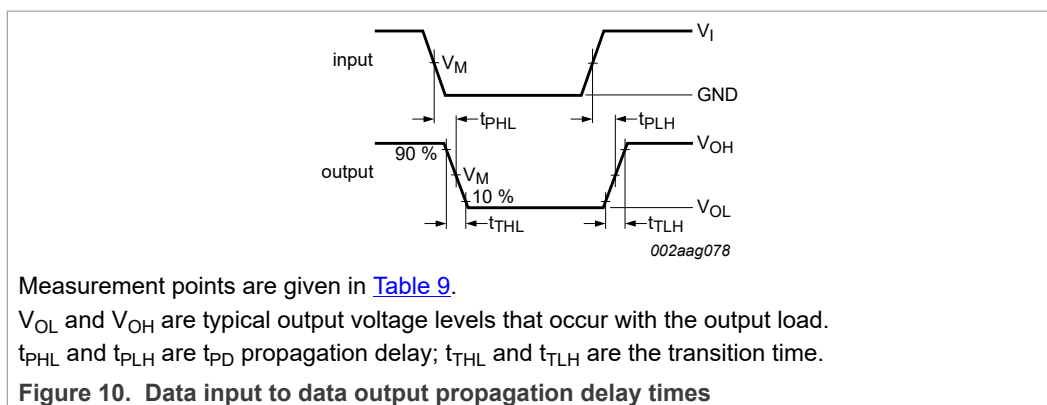 V_I
input
V_M
GND
t_PHL
t_PLH
V_OH
90 %
output
V_M
10 %
V_OL
t_THL
t_TLH
002aag078
Measurement points are given in Table 9.
V_OL and V_OH are typical output voltage levels that occur with the output load.
t_PHL and t_PLH are t_PD propagation delay; t_THL and t_TLH are the transition time.
Figure 10. Data input to data output propagation delay times